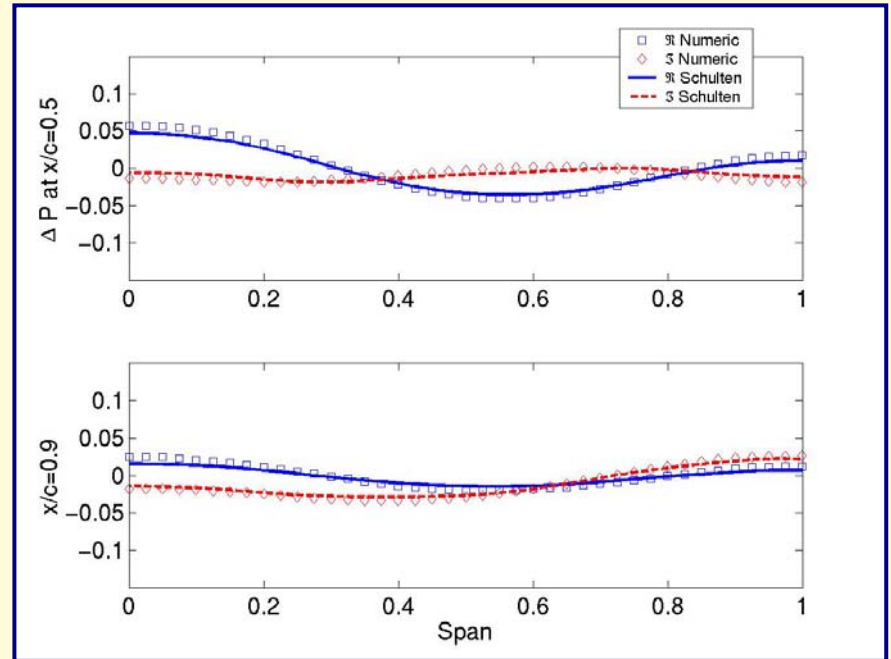 ℜ Numeric
ℑ Numeric
ℜ Schulten
ℑ Schulten
Δ P at x/c=0.5
0.1
0.05
0
−0.05
−0.1
0 0.2 0.4 0.6 0.8 1
x/c=0.9
0.1
0.05
0
−0.05
−0.1
0 0.2 0.4 0.6 0.8 1
Span